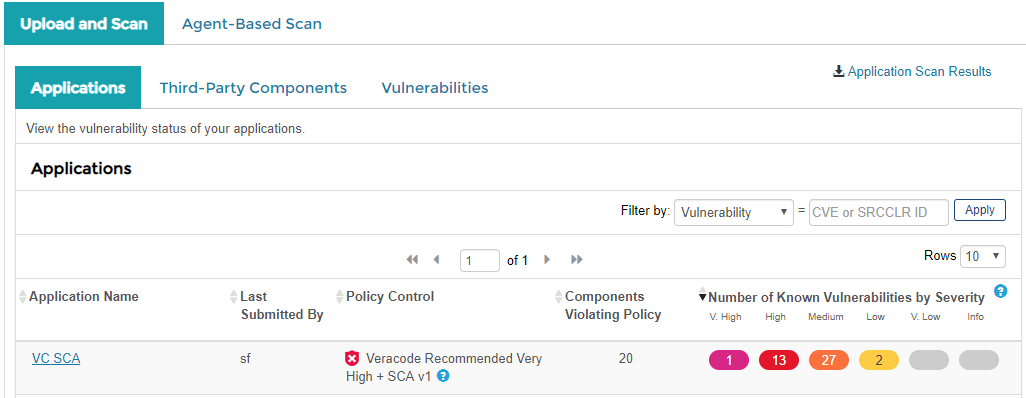 Upload and Scan Agent-Based Scan
Application Scan Results
Applications Third-Party Components Vulnerabilities
View the vulnerability status of your applications.
Applications
Filter by: Vulnerability = CVE or SRCCLR ID Apply
1 of 1
Rows 10
Application Name Last Submitted By Policy Control Components Violating Policy Number of Known Vulnerabilities by Severity ?
V. High High Medium Low V. Low Info
VC SCA sf Veracode Recommended Very High + SCA v1 ? 20 1 13 27 2